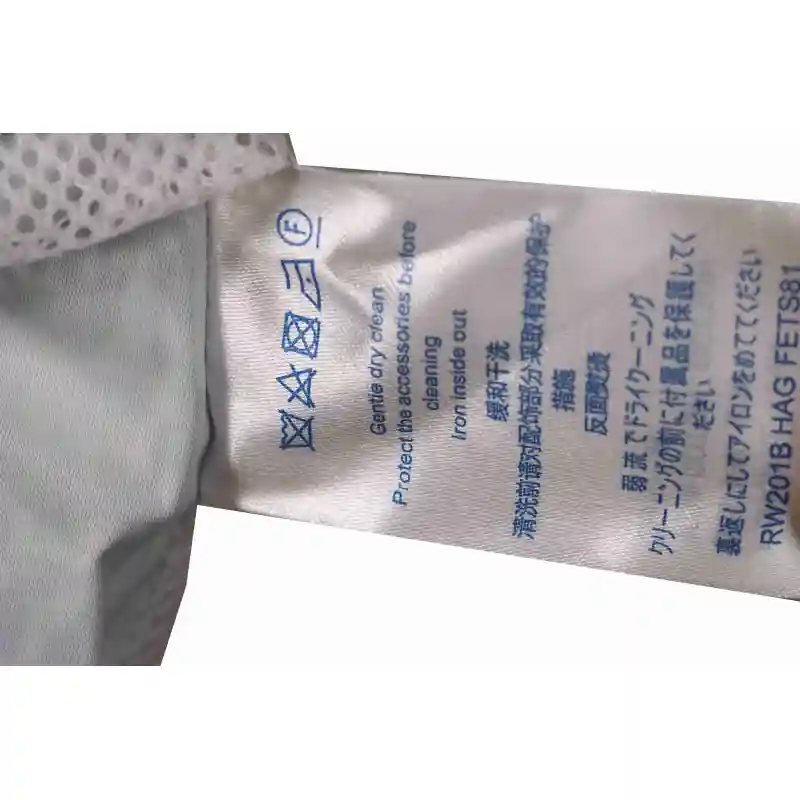 F
Gentle dry clean
Protect the accessories before
cleaning
Iron inside out
缓和干洗
清洗前请对配饰部分采取有效的保护
措施
反面熨烫
弱流でドライクーニング
クリーニングの前に付属品を保護してく
ださい
裏返しにしてアイロンをめててください
RW201B HAG FETS81